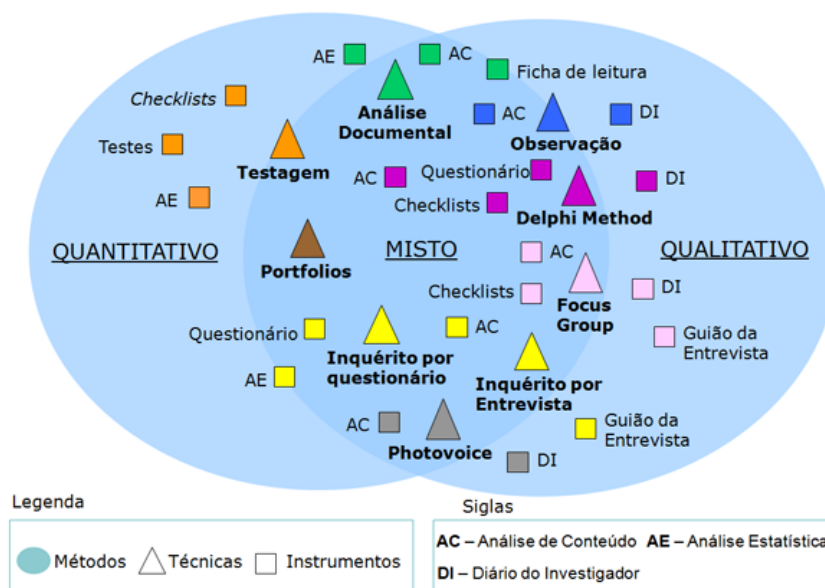 AE
AC
Ficha de leitura
Checklists
Análise
Documental
AC
DI
Observação
Testes
Testagem
AC
Questionário
DI
AE
Checklists
Delphi Method
QUANTITATIVO
MISTO
QUALITATIVO
Portfolios
AC
Checklists
DI
Focus
Group
Questionário
AC
Guião da
Entrevista
Inquérito por
questionário
AE
Inquérito por
Entrevista
AC
Photovoice
Guião da
Entrevista
DI
Legenda
Métodos
Técnicas
Instrumentos
Siglas
AC – Análise de Conteúdo AE – Análise Estatística
DI – Diário do Investigador